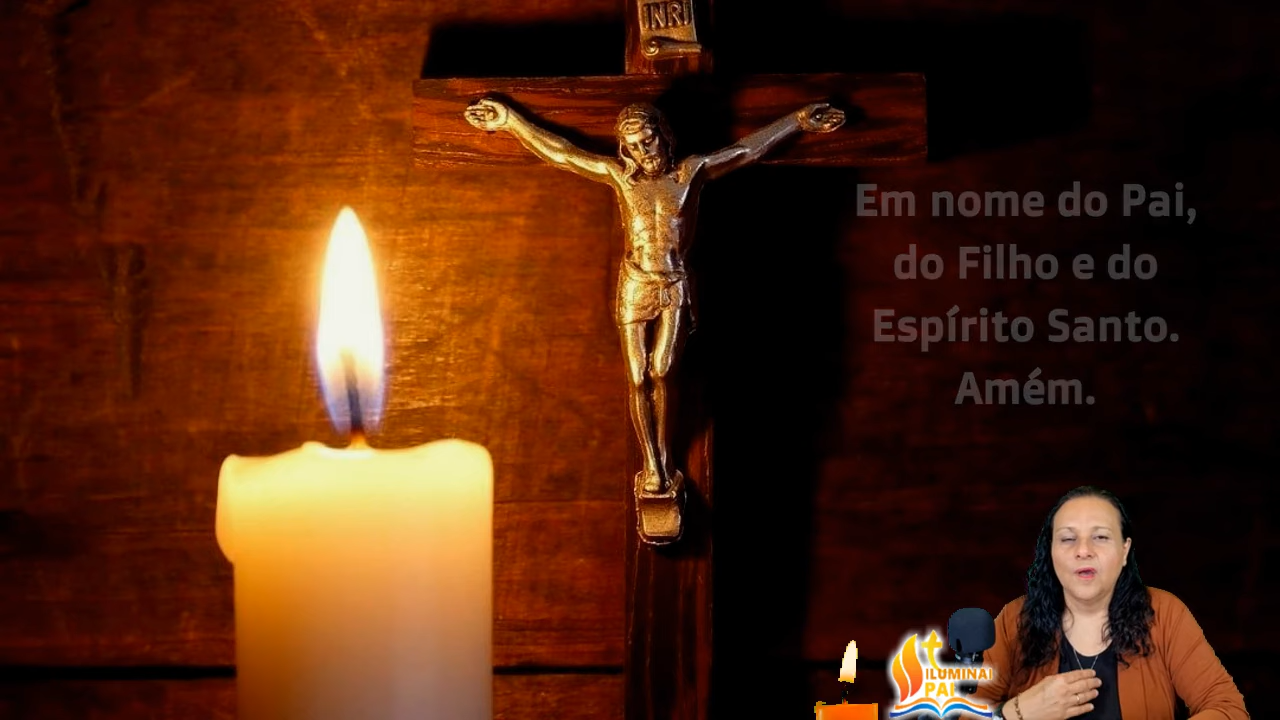 INRI
Em nome do Pai,
do Filho e do
Espírito Santo.
Amém.
ILUMINAI
PAI